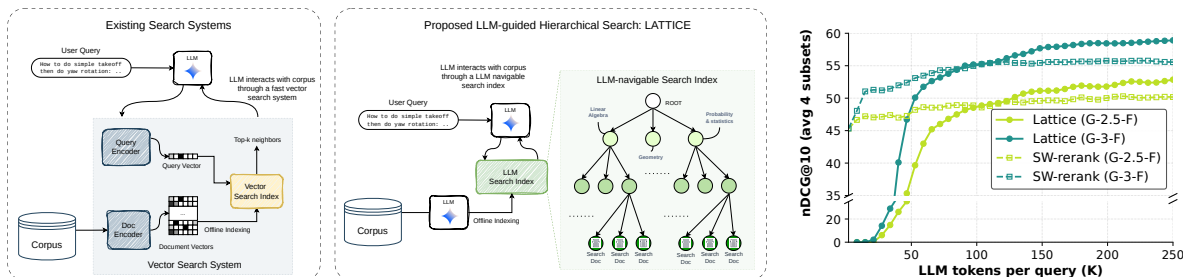 Existing Search Systems
User Query
How to do simple takeoff
then do yaw rotation: ..
LLM
LLM interacts with corpus
through a fast vector
search system
Query
Encoder
Query Vector
Top-k neighbors
Vector
Search Index
Corpus
Doc
Encoder
...
Offline Indexing
Document Vectors
Vector Search System
Proposed LLM-guided Hierarchical Search: LATTICE
LLM interacts with corpus
through a LLM navigable
search index
User Query
How to do simple takeoff
then do yaw rotation: ..
LLM
LLM
Search Index
Corpus
LLM
Offline Indexing
LLM-navigable Search Index
ROOT
Linear
Algebra
Probability
& statistics
Geometry
......
.......
.......
Search
Doc
Search
Doc
Search
Doc
Search
Doc
Search
Doc
Search
Doc
nDCG@10 (avg 4 subsets)
60
55
50
45
40
35
20
0
50
100
150
200
250
LLM tokens per query (K)
Lattice (G-2.5-F)
Lattice (G-3-F)
SW-rerank (G-2.5-F)
SW-rerank (G-3-F)